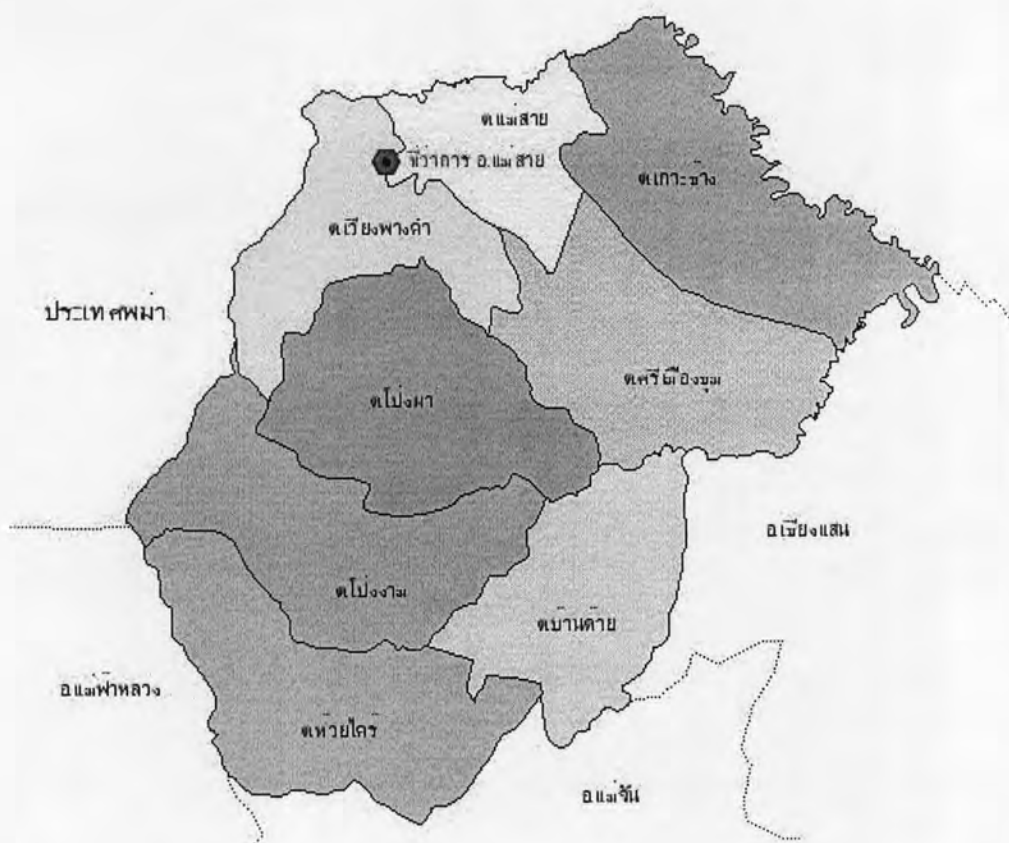 ต.แม่สาย
ที่ว่าการ อ.แม่สาย
ต.เกาะช้าง
ต.เวียงพางคำ
ประเทศพม่า
ต.ศรีเมืองชุม
ต.โป่งผา
อ.เชียงแสน
ต.โป่งงาม
ต.บ้านด้าย
อ.แม่ฟ้าหลวง
ต.ห้วยไคร้
อ.แม่จัน